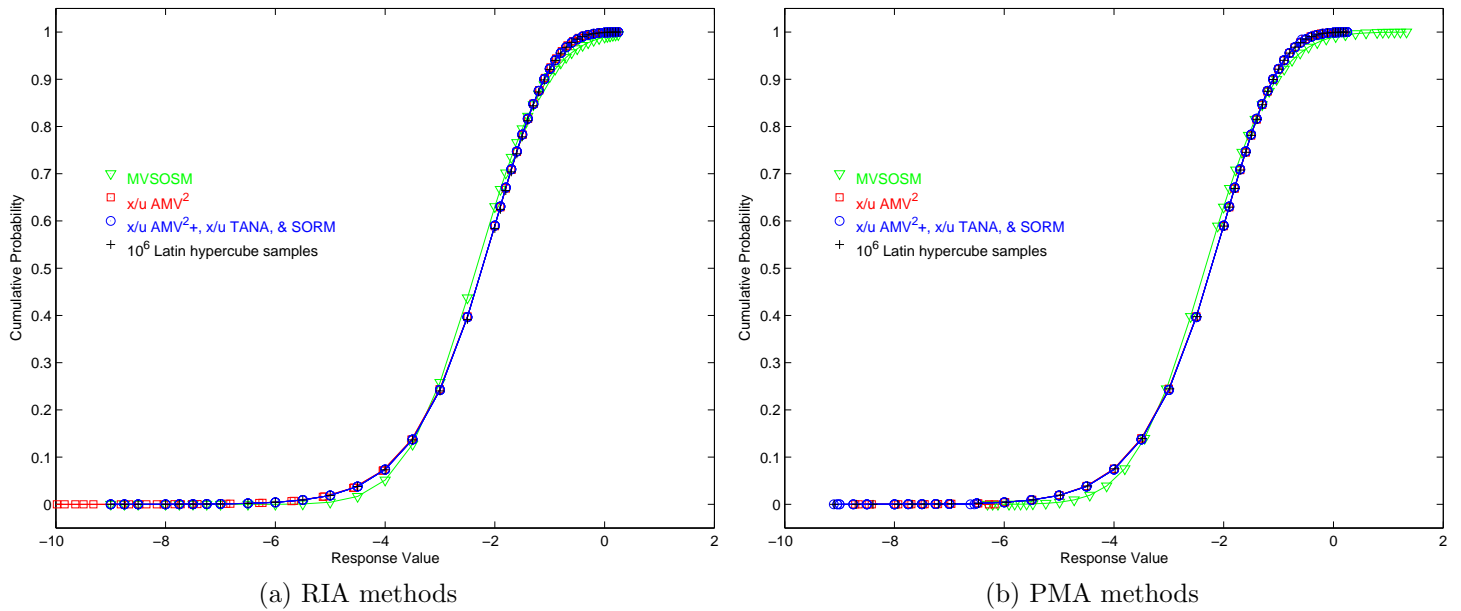 1
0.9
0.8
0.7
0.6
0.5
0.4
0.3
0.2
0.1
0
Cumulative Probability
MVSOSM
x/u AMV²
x/u AMV²+, x/u TANA, & SORM
10⁶ Latin hypercube samples
−10 −8 −6 −4 −2 0 2
Response Value
(a) RIA methods
1
0.9
0.8
0.7
0.6
0.5
0.4
0.3
0.2
0.1
0
Cumulative Probability
MVSOSM
x/u AMV²
x/u AMV²+, x/u TANA, & SORM
10⁶ Latin hypercube samples
−10 −8 −6 −4 −2 0 2
Response Value
(b) PMA methods